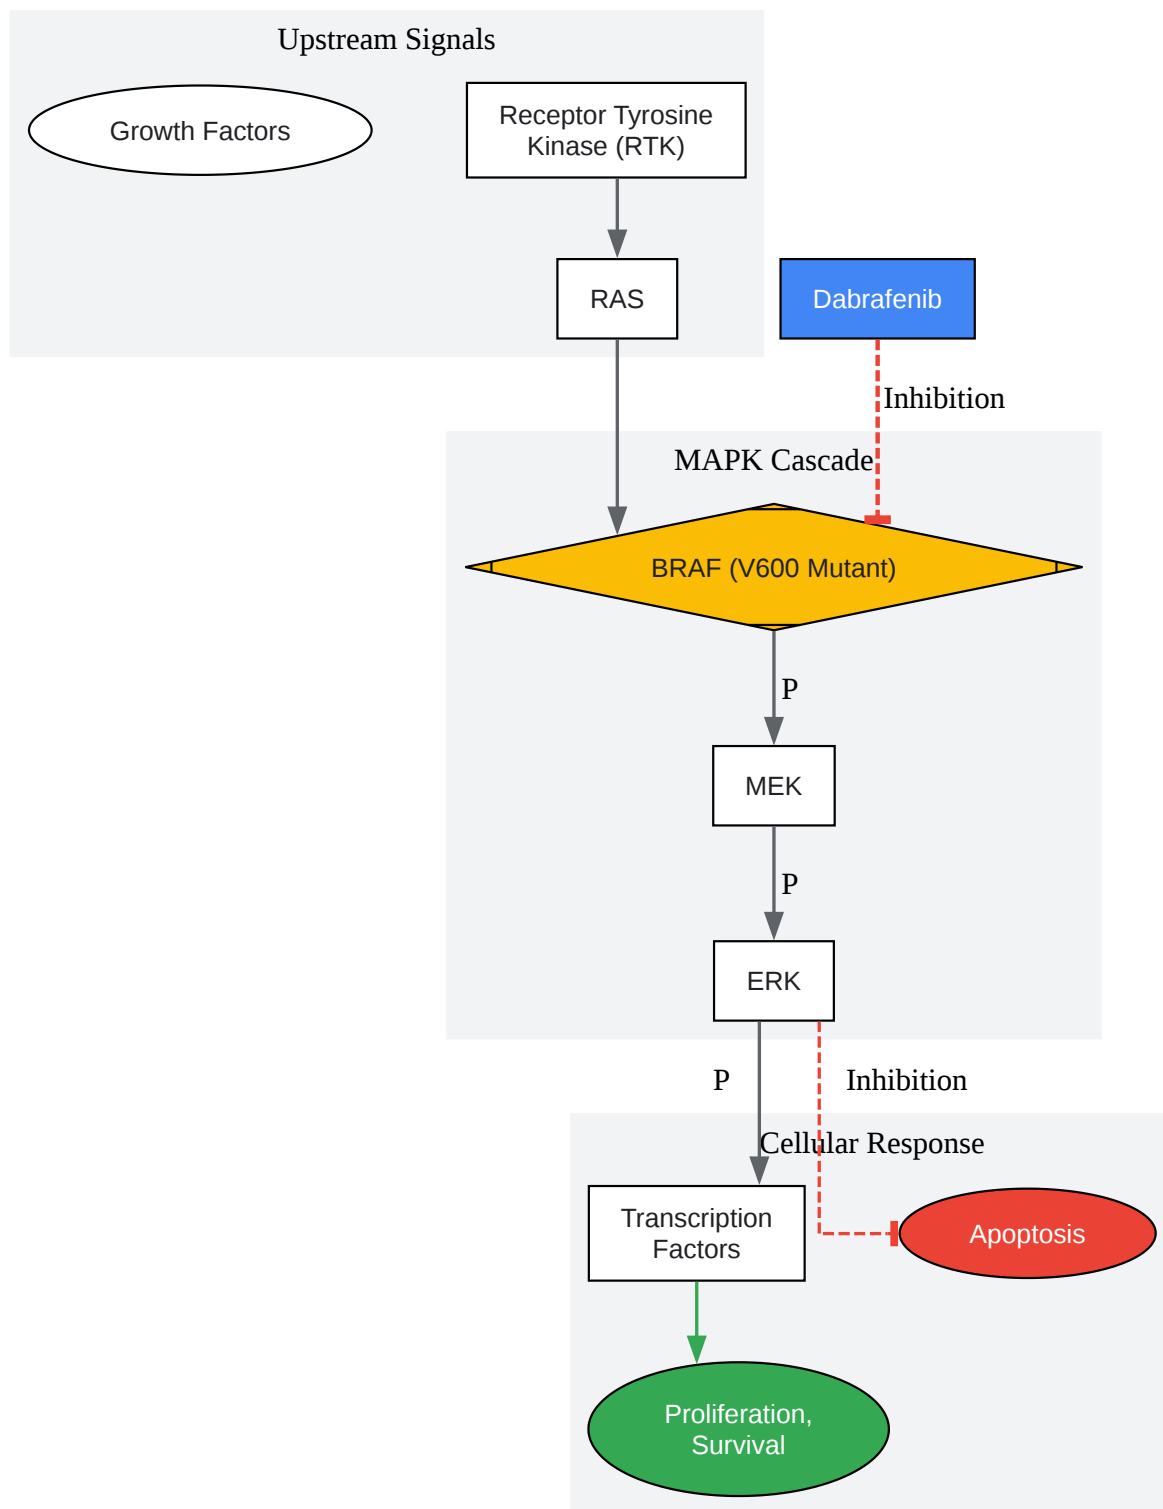 Upstream Signals
Growth Factors
Receptor Tyrosine
Kinase (RTK)
RAS
Dabrafenib
Inhibition
MAPK Cascade
BRAF (V600 Mutant)
P
MEK
P
ERK
P
Inhibition
Cellular Response
Transcription
Factors
Apoptosis
Proliferation,
Survival